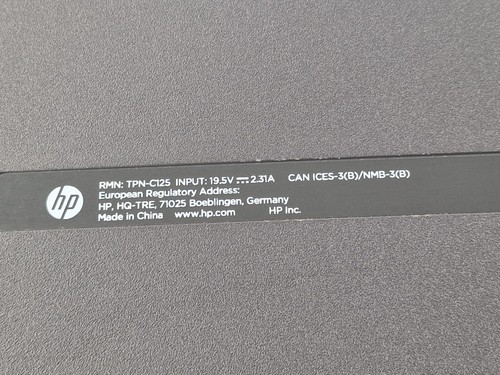 hp
RMN: TPN-C125 INPUT: 19.5V⎓2.31A CAN ICES-3(B)/NMB-3(B)
European Regulatory Address:
HP, HQ-TRE, 71025 Boeblingen, Germany
Made in China www.hp.com HP Inc.